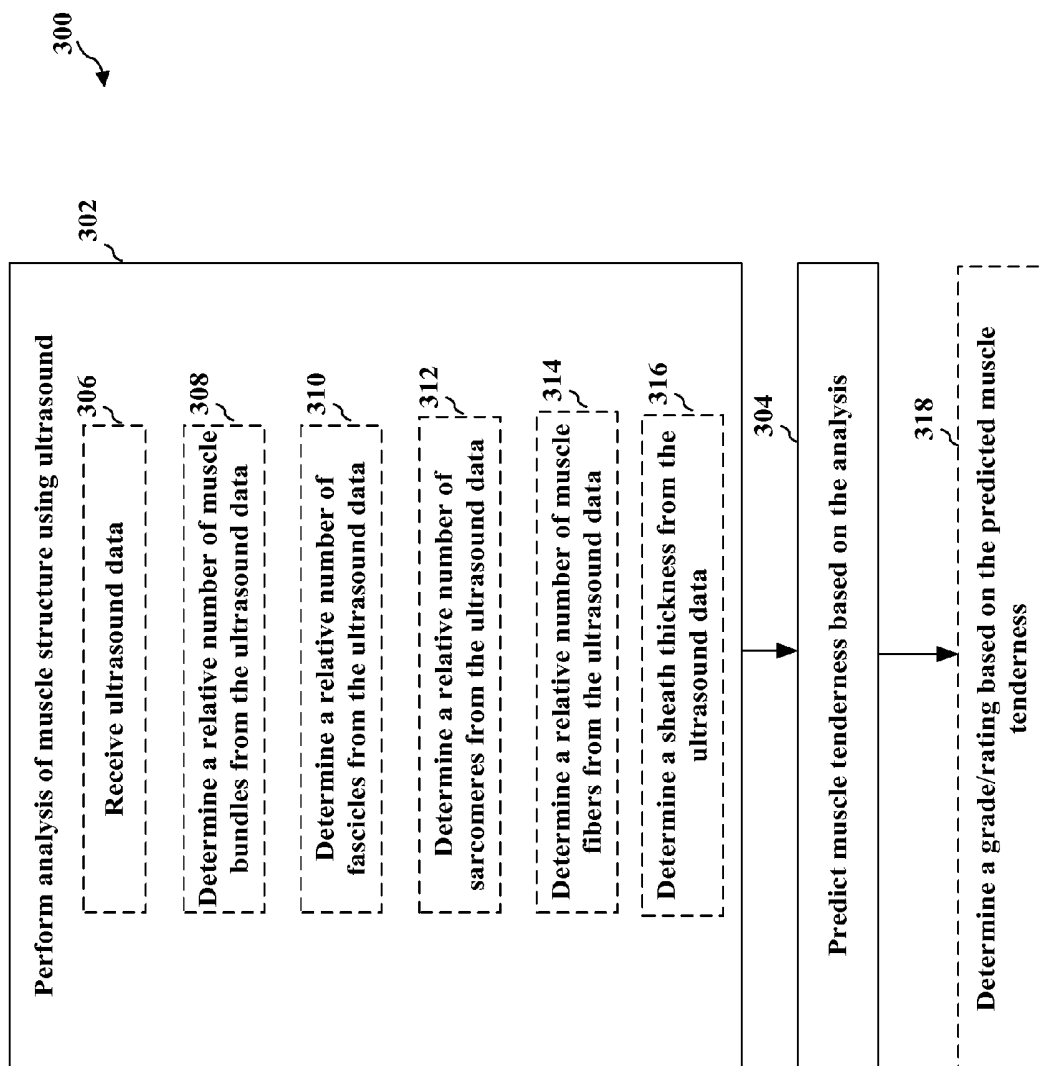 300
302
Perform analysis of muscle structure using ultrasound
306
Receive ultrasound data
308
Determine a relative number of muscle
bundles from the ultrasound data
310
Determine a relative number of
fascicles from the ultrasound data
312
Determine a relative number of
sarcomeres from the ultrasound data
314
Determine a relative number of muscle
fibers from the ultrasound data
316
Determine a sheath thickness from the
ultrasound data
304
Predict muscle tenderness based on the analysis
318
Determine a grade/rating based on the predicted muscle
tenderness